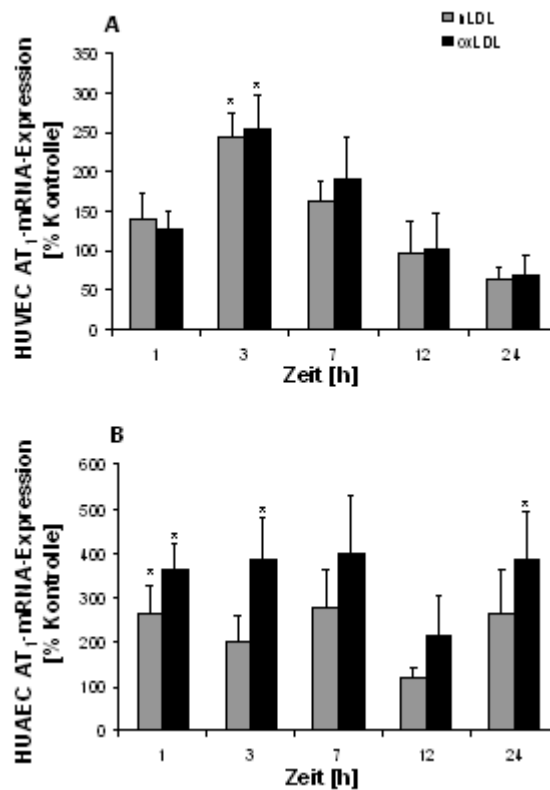 A
nLDL
oxLDL
HUVEC AT1-mRNA-Expression
[% Kontrolle]
350
300
250
200
150
100
50
0
* *
1 3 7 12 24
Zeit [h]
B
HUAEC AT1-mRNA-Expression
[% Kontrolle]
600
500
400
300
200
100
0
* * * *
1 3 7 12 24
Zeit [h]